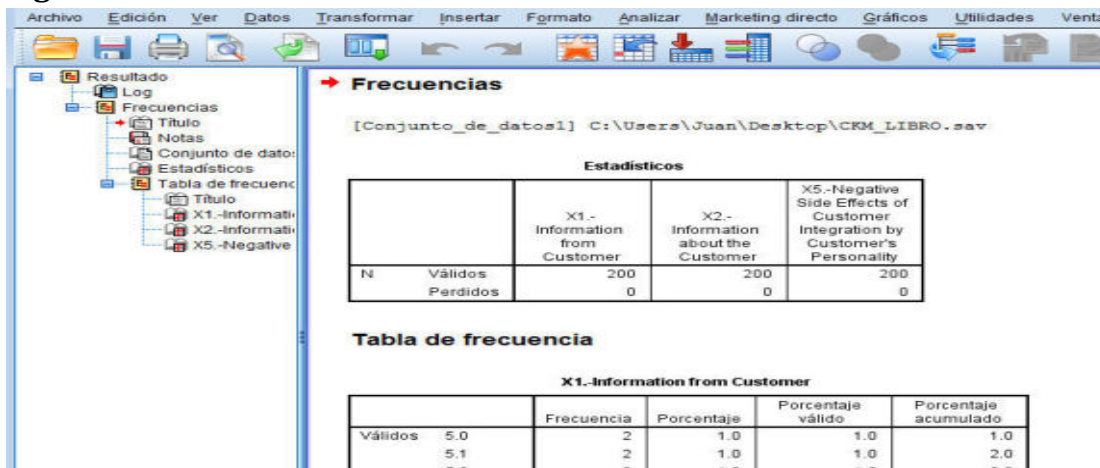 Archivo Edición Ver Datos Transformar Insertar Formato Analizar Marketing directo Gráficos Utilidades
Resultado
Log
Frecuencias
Título
Notas
Conjunto de dato
Estadísticos
Tabla de frecuenc
Título
X1.-Informati
X2.-Informati
X5.-Negative
Frecuencias
[Conjunto_de_datos1] C:\Users\Juan\Desktop\CKM_LIBRO.sav
Estadísticos
X1.-
Information
from
Customer
X2.-
Information
about the
Customer
X5.-Negative
Side Effects of
Customer
Integration by
Customer's
Personality
N Válidos 200 200 200
Perdidos 0 0 0
Tabla de frecuencia
X1.-Information from Customer
Frecuencia Porcentaje Porcentaje válido Porcentaje acumulado
Válidos 5.0 2 1.0 1.0 1.0
5.1 2 1.0 1.0 2.0